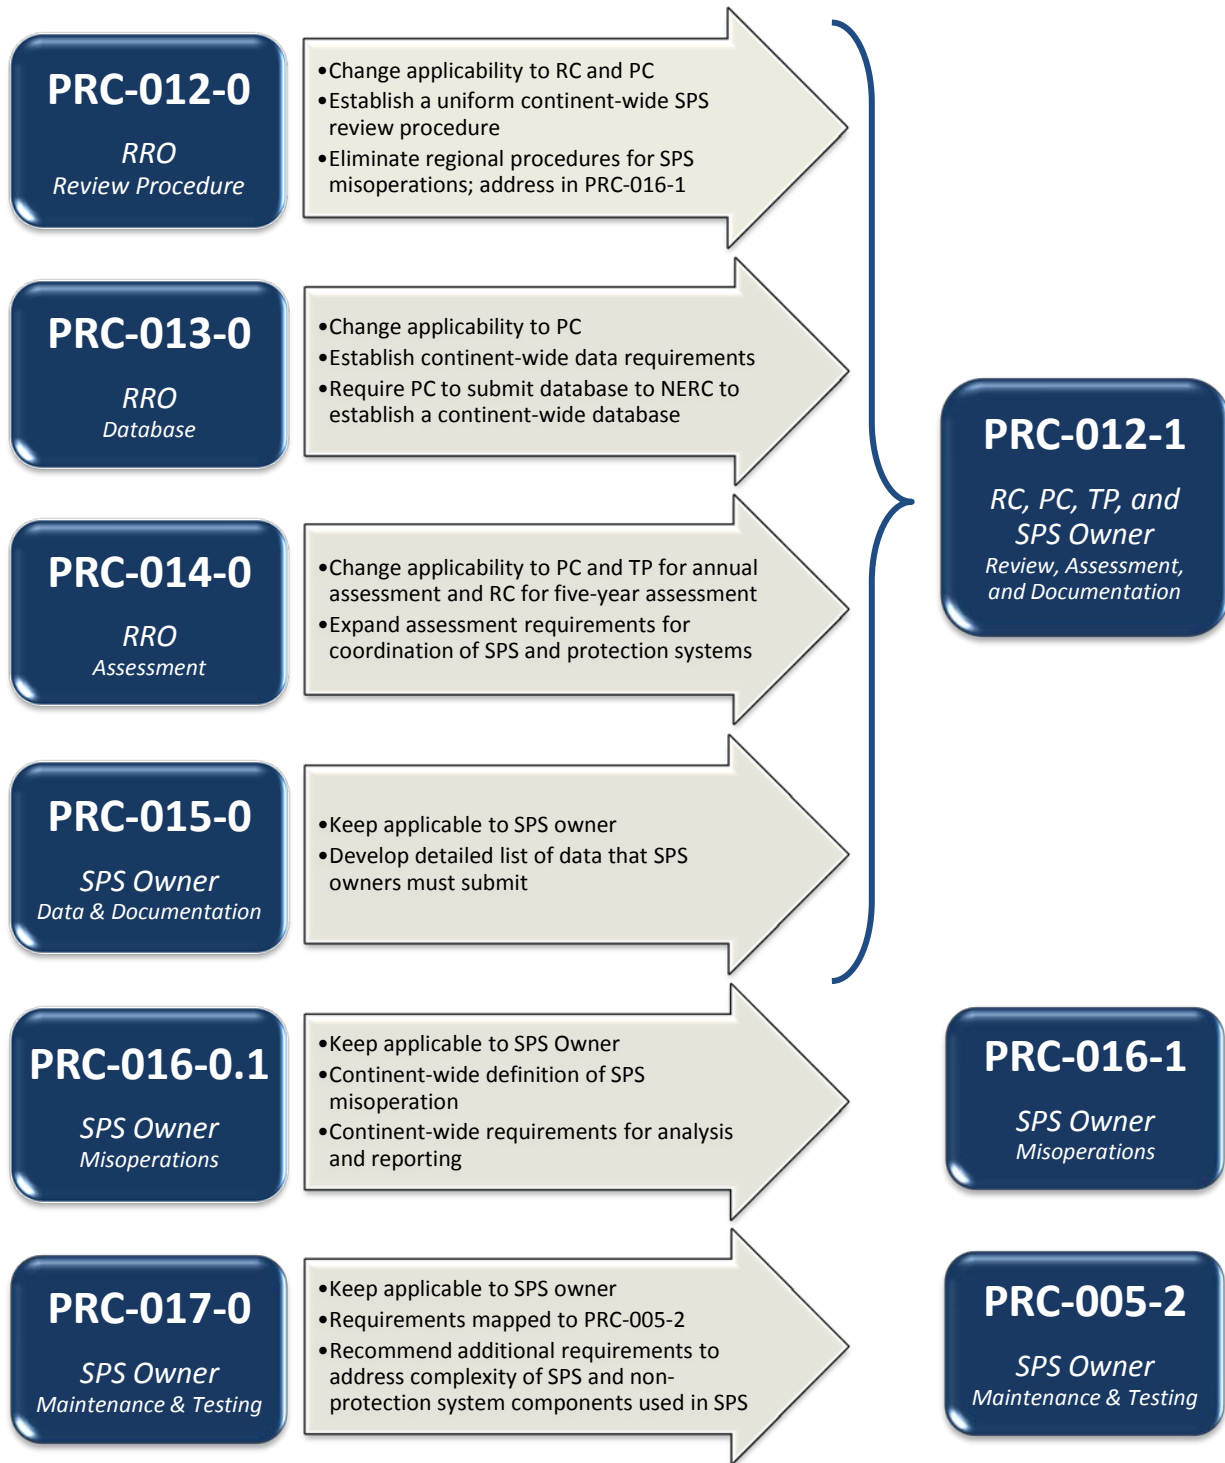 PRC-012-0
RRO
Review Procedure
•Change applicability to RC and PC
•Establish a uniform continent-wide SPS
review procedure
•Eliminate regional procedures for SPS
misoperations; address in PRC-016-1
PRC-013-0
RRO
Database
•Change applicability to PC
•Establish continent-wide data requirements
•Require PC to submit database to NERC to
establish a continent-wide database
PRC-014-0
RRO
Assessment
•Change applicability to PC and TP for annual
assessment and RC for five-year assessment
•Expand assessment requirements for
coordination of SPS and protection systems
PRC-015-0
SPS Owner
Data & Documentation
•Keep applicable to SPS owner
•Develop detailed list of data that SPS
owners must submit
PRC-012-1
RC, PC, TP, and
SPS Owner
Review, Assessment,
and Documentation
PRC-016-0.1
SPS Owner
Misoperations
•Keep applicable to SPS Owner
•Continent-wide definition of SPS
misoperation
•Continent-wide requirements for analysis
and reporting
PRC-016-1
SPS Owner
Misoperations
PRC-017-0
SPS Owner
Maintenance & Testing
•Keep applicable to SPS owner
•Requirements mapped to PRC-005-2
•Recommend additional requirements to
address complexity of SPS and non-
protection system components used in SPS
PRC-005-2
SPS Owner
Maintenance & Testing